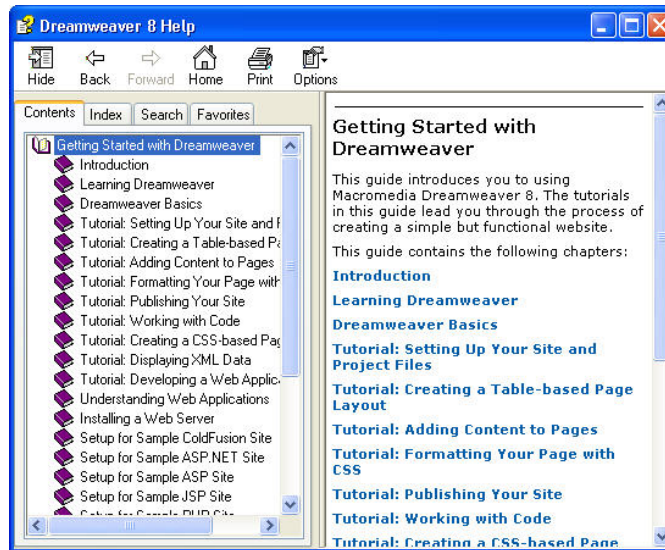 Dreamweaver 8 Help
Hide Back Forward Home Print Options
Contents Index Search Favorites
Getting Started with Dreamweaver
Introduction
Learning Dreamweaver
Dreamweaver Basics
Tutorial: Setting Up Your Site and
Tutorial: Creating a Table-based
Tutorial: Adding Content to Pages
Tutorial: Formatting Your Page with
Tutorial: Publishing Your Site
Tutorial: Working with Code
Tutorial: Creating a CSS-based
Tutorial: Displaying XML Data
Tutorial: Developing a Web
Understanding Web Applications
Installing a Web Server
Setup for Sample ColdFusion Site
Setup for Sample ASP.NET Site
Setup for Sample ASP Site
Setup for Sample JSP Site
Getting Started with
Dreamweaver
This guide introduces you to using
Macromedia Dreamweaver 8. The tutorials
in this guide lead you through the process of
creating a simple but functional website.
This guide contains the following chapters:
Introduction
Learning Dreamweaver
Dreamweaver Basics
Tutorial: Setting Up Your Site and
Project Files
Tutorial: Creating a Table-based Page
Layout
Tutorial: Adding Content to Pages
Tutorial: Formatting Your Page with
CSS
Tutorial: Publishing Your Site
Tutorial: Working with Code
Tutorial: Creating a CSS-based Page